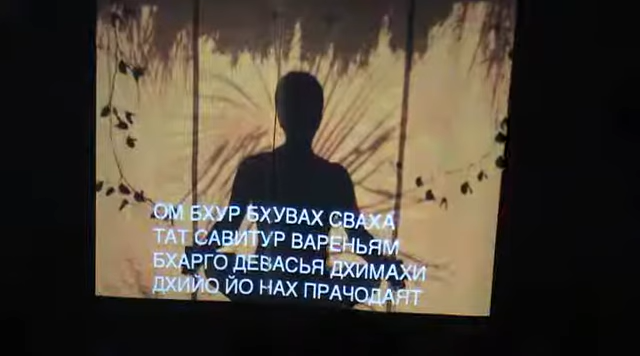 ОМ БХУР БХУВАХ СВАХА
ТАТ САВИТУР ВАРЕНЬЯМ
БХАРГО ДЕВАСЬЯ ДХИМАХИ
ДХИЙО ЙО НАХ ПРАЧОДАЯТ